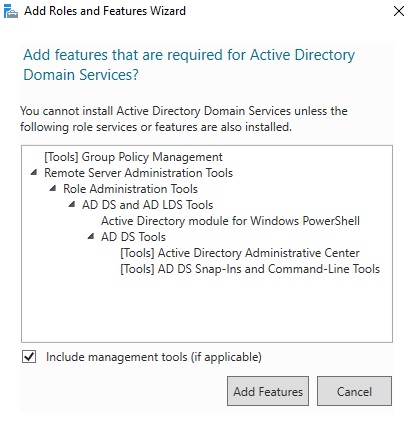 Add Roles and Features Wizard
Add features that are required for Active Directory
Domain Services?
You cannot install Active Directory Domain Services unless the
following role services or features are also installed.
[Tools] Group Policy Management
Remote Server Administration Tools
Role Administration Tools
AD DS and AD LDS Tools
Active Directory module for Windows PowerShell
AD DS Tools
[Tools] Active Directory Administrative Center
[Tools] AD DS Snap-Ins and Command-Line Tools
Include management tools (if applicable)
Add Features Cancel